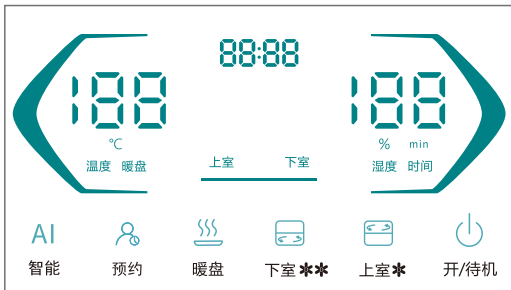 88:88
188 188
℃ % min
温度 暖盘 上室 下室 湿度 时间
AI
智能 预约 暖盘 下室✱✱ 上室✱ 开/待机